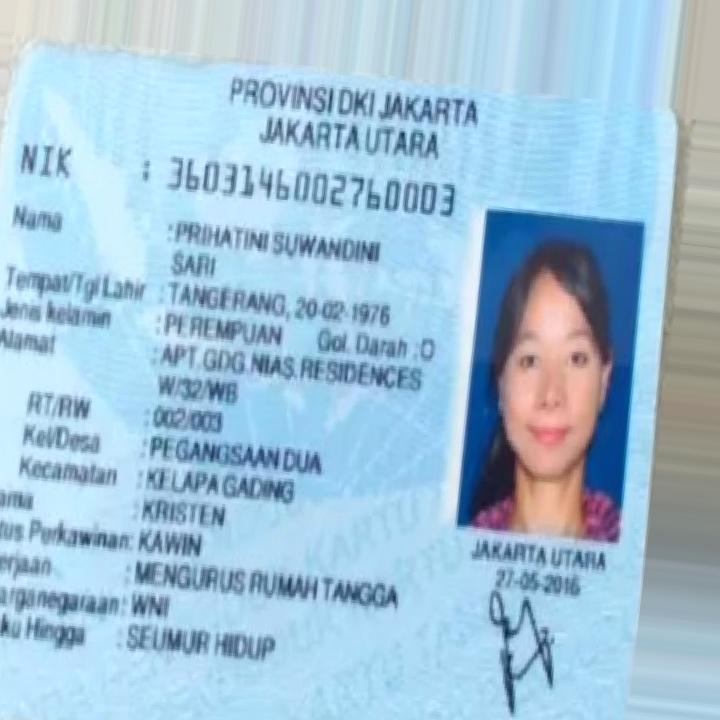 PROVINSI DKI JAKARTA
JAKARTA UTARA
NIK : 3603146002760003
Nama : PRIHATINI SUWANDINI
SARI
Tempat/Tgl Lahir : TANGERANG, 20-02-1976
Jenis kelamin : PEREMPUAN Gol. Darah : O
Alamat : APT.GDG.NIAS.RESIDENCES
W/32/WB
RT/RW : 002/003
Kel/Desa : PEGANGSAAN DUA
Kecamatan : KELAPA GADING
ama : KRISTEN
tus Perkawinan: KAWIN
erjaan : MENGURUS RUMAH TANGGA
arganegaraan: WNI
ku Hingga : SEUMUR HIDUP
JAKARTA UTARA
27-05-2016